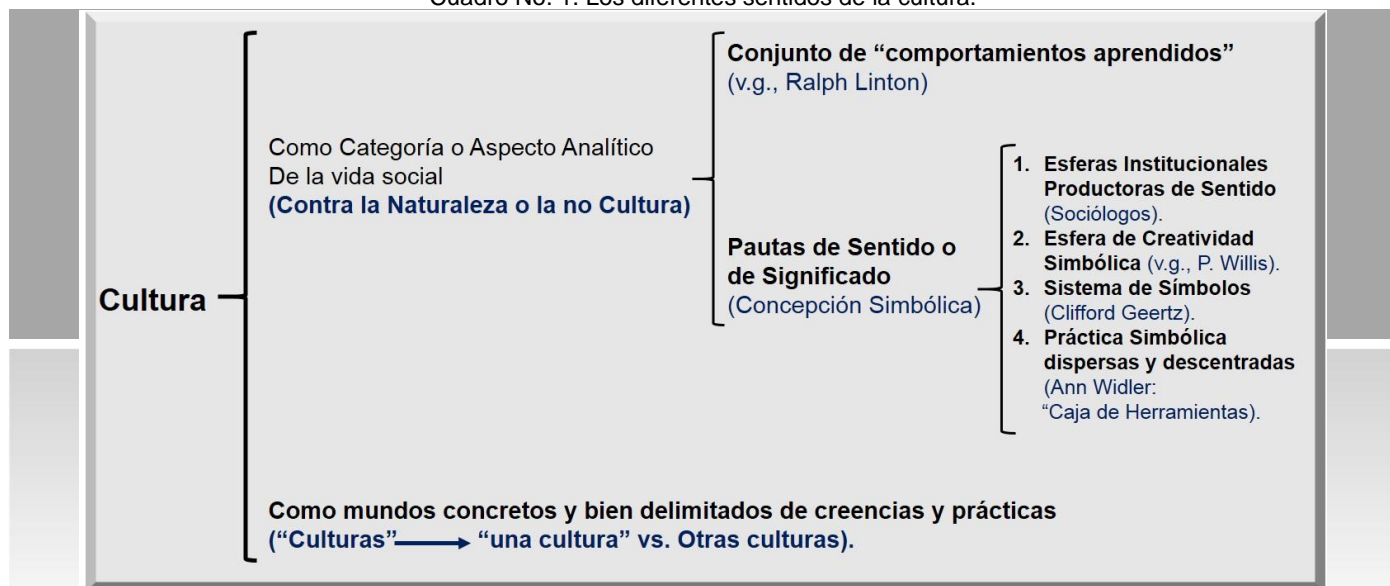 Cuadro No. 1. Los diferentes sentidos de la cultura.
Cultura
Como Categoría o Aspecto Analítico
De la vida social
(Contra la Naturaleza o la no Cultura)
Conjunto de “comportamientos aprendidos”
(v.g., Ralph Linton)
Pautas de Sentido o
de Significado
(Concepción Simbólica)
1. Esferas Institucionales
Productoras de Sentido
(Sociólogos).
2. Esfera de Creatividad
Simbólica (v.g., P. Willis).
3. Sistema de Símbolos
(Clifford Geertz).
4. Práctica Simbólica
dispersas y descentradas
(Ann Widler:
“Caja de Herramientas).
Como mundos concretos y bien delimitados de creencias y prácticas
(“Culturas” “una cultura” vs. Otras culturas).